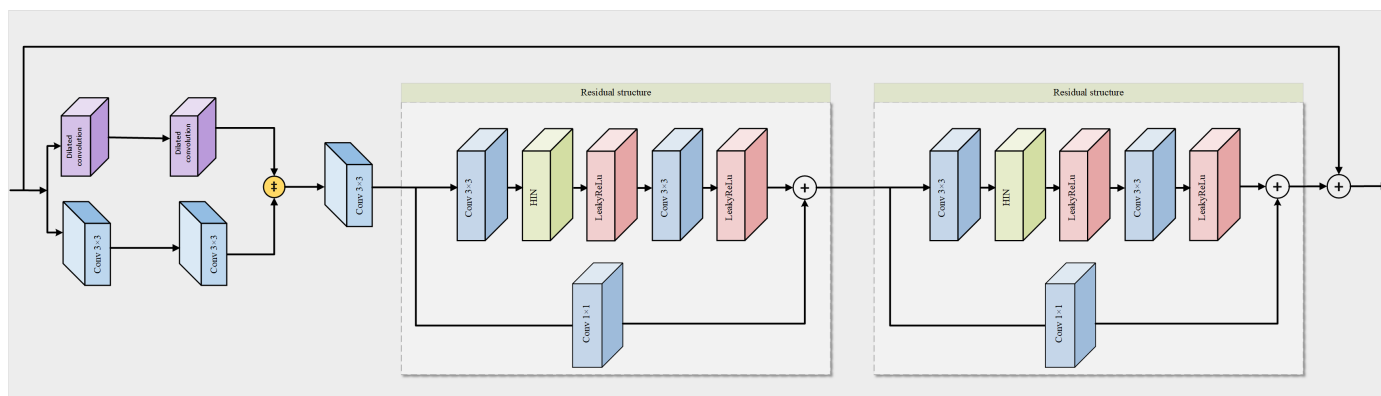 Residual structure
Residual structure
Dilated
convolution
Dilated
convolution
‡
Conv 3×3
Conv 3×3
Conv 3×3
Conv 3×3
HIN
LeakyReLu
Conv 3×3
LeakyReLu
+
Conv 1×1
Conv 3×3
HIN
LeakyReLu
Conv 3×3
LeakyReLu
+
+
Conv 1×1